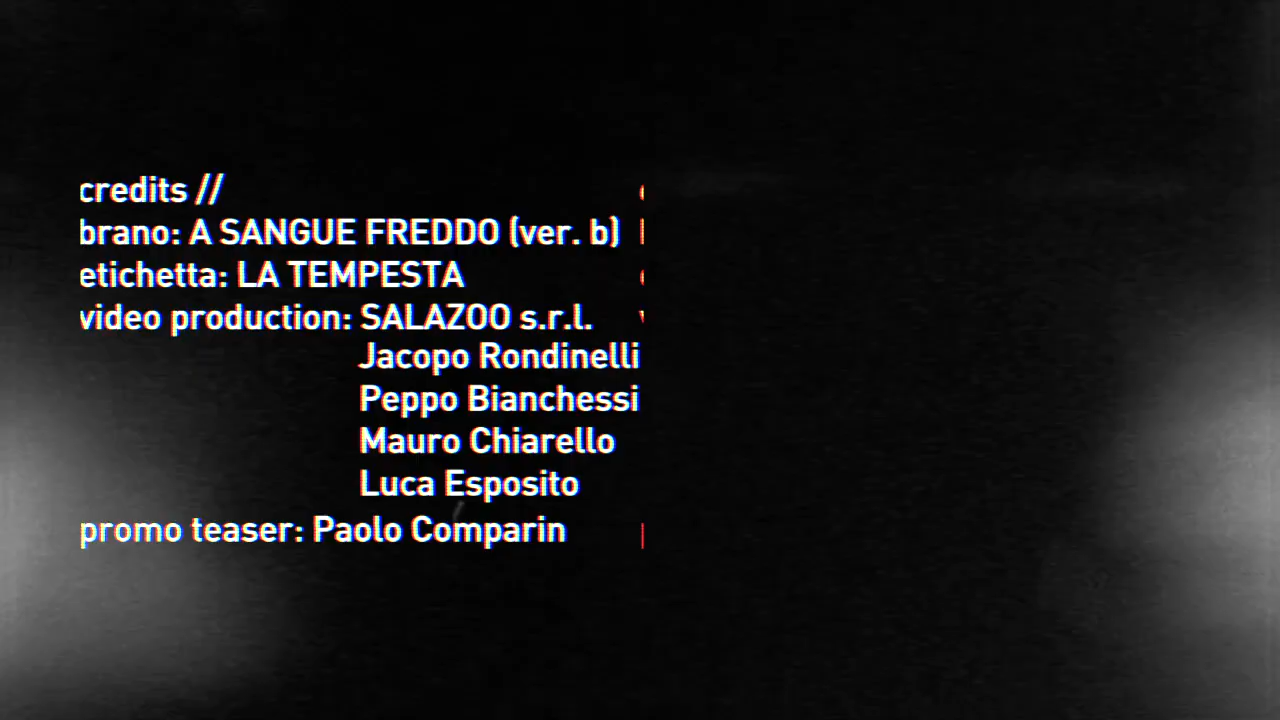 credits //
brano: A SANGUE FREDDO (ver. b)
etichetta: LA TEMPESTA
video production: SALAZOO s.r.l.
Jacopo Rondinelli
Peppo Bianchessi
Mauro Chiarello
Luca Esposito
promo teaser: Paolo Comparin